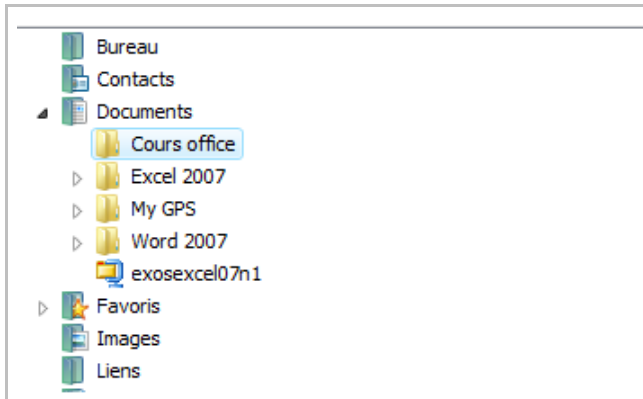 Bureau
Contacts
Documents
Cours office
Excel 2007
My GPS
Word 2007
exosexcel07n1
Favoris
Images
Liens